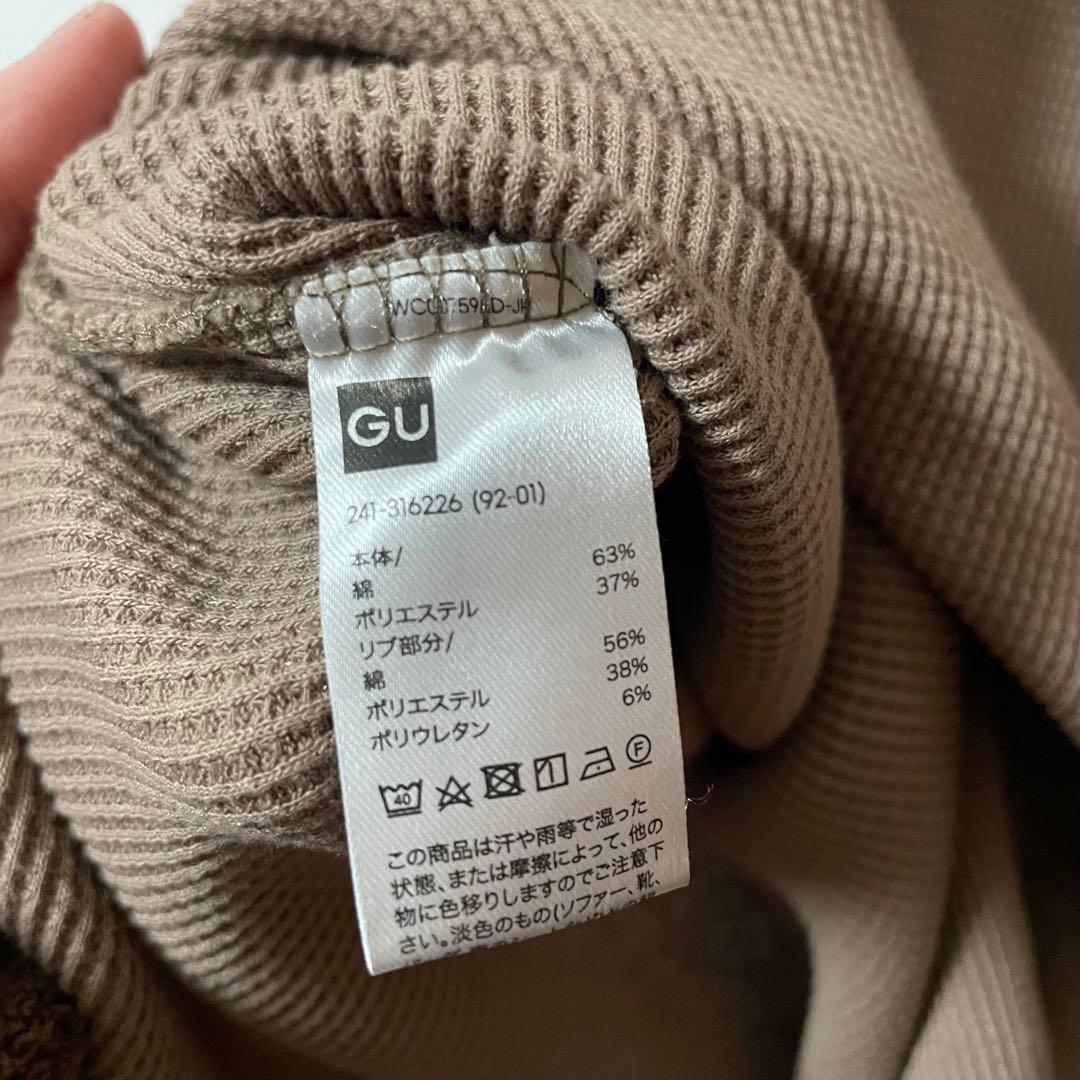 GU
241-316226 (92-01)
本体/
綿 63%
ポリエステル 37%
リブ部分/
綿 56%
ポリエステル 38%
ポリウレタン 6%
40 F
この商品は汗や雨等で湿った
状態、または摩擦によって、他の
物に色移りしますのでご注意下
さい。淡色のもの(ソファー、靴、